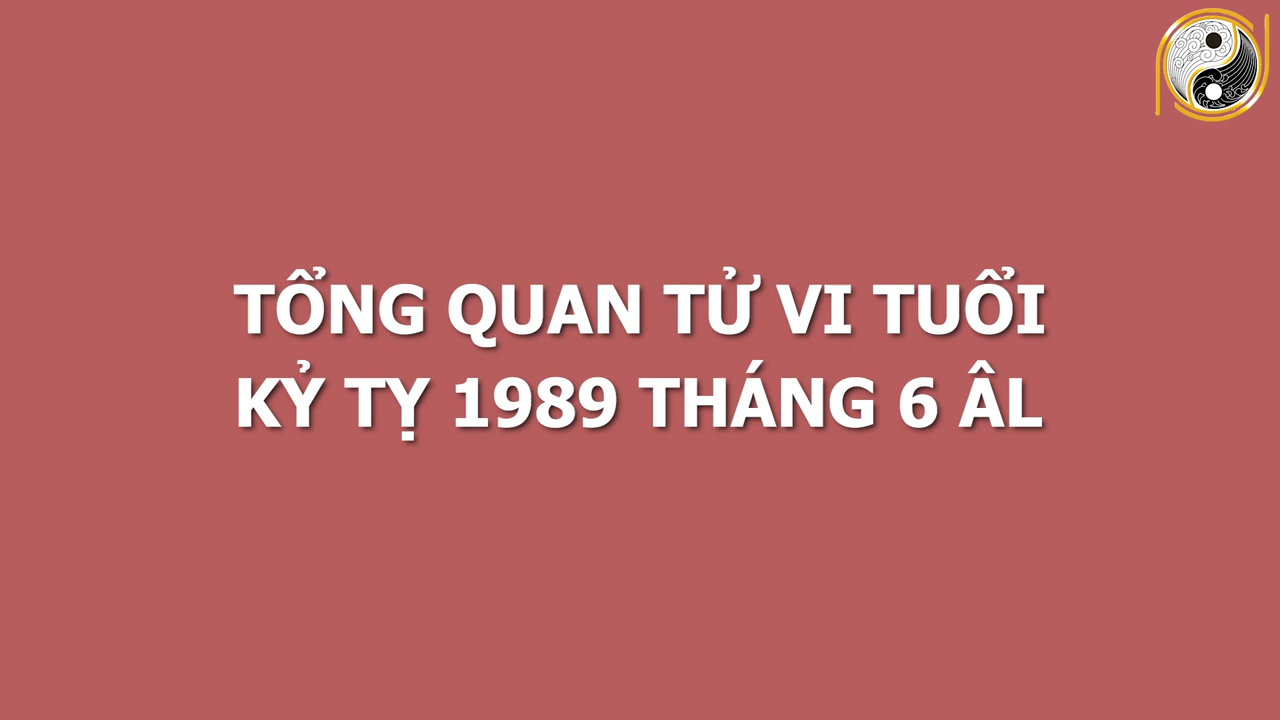 TỔNG QUAN TỬ VI TUỔI
KỶ TỴ 1989 THÁNG 6 ÂL